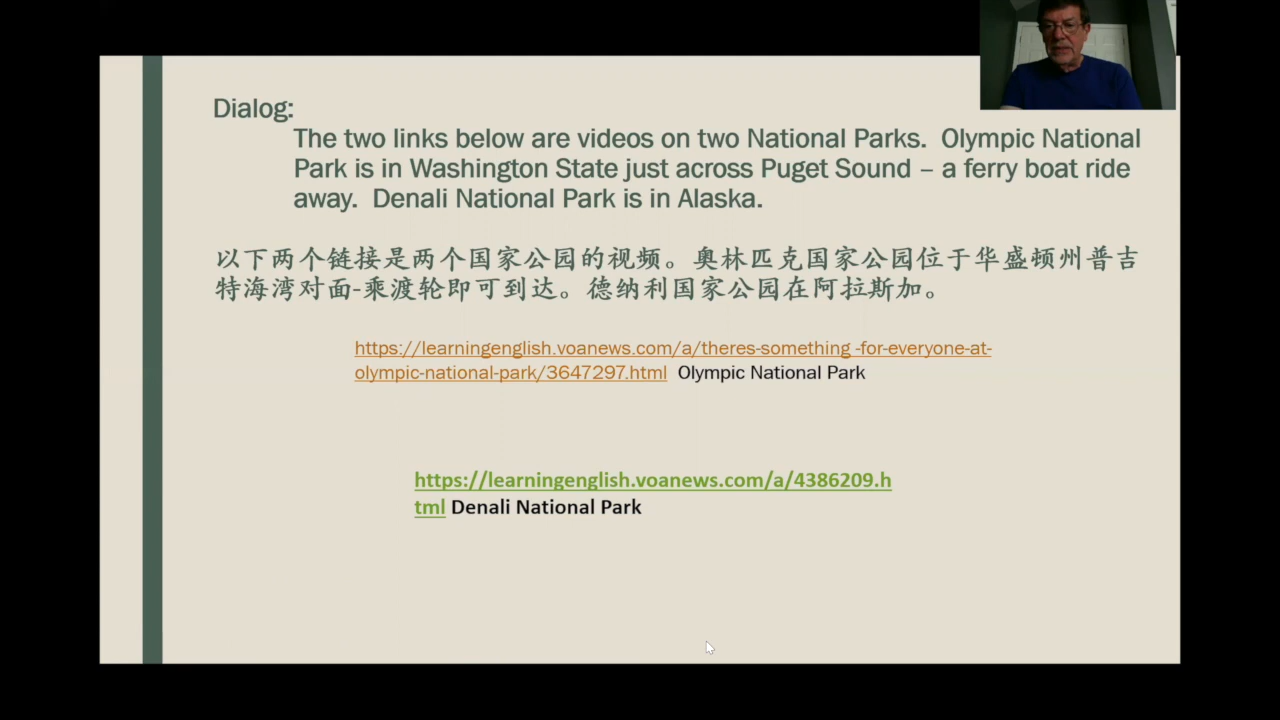 Dialog:
The two links below are videos on two National Parks.  Olympic National
Park is in Washington State just across Puget Sound – a ferry boat ride
away.  Denali National Park is in Alaska.
以下两个链接是两个国家公园的视频。奥林匹克国家公园位于华盛顿州普吉
特海湾对面-乘渡轮即可到达。德纳利国家公园在阿拉斯加。
https://learningenglish.voanews.com/a/theres-something -for-everyone-at-
olympic-national-park/3647297.html  Olympic National Park
https://learningenglish.voanews.com/a/4386209.h
tml Denali National Park